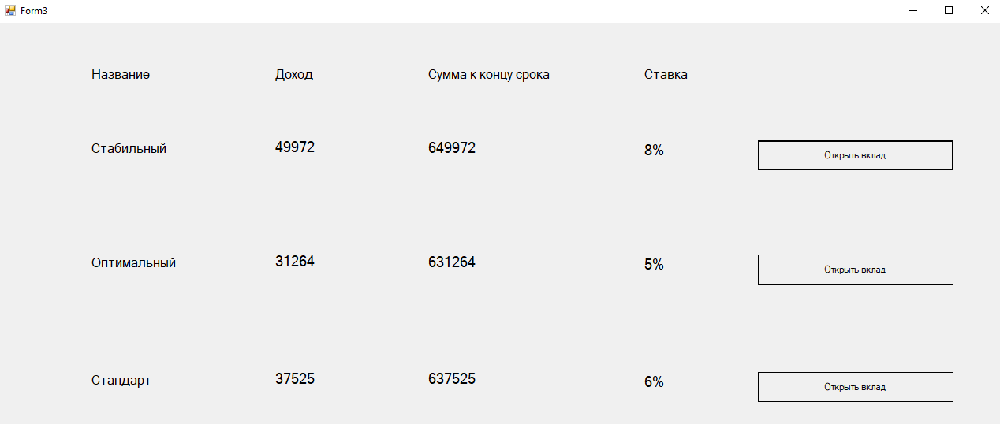 Form3
Название Доход Сумма к концу срока Ставка
Стабильный 49972 649972 8% Открыть вклад
Оптимальный 31264 631264 5% Открыть вклад
Стандарт 37525 637525 6% Открыть вклад